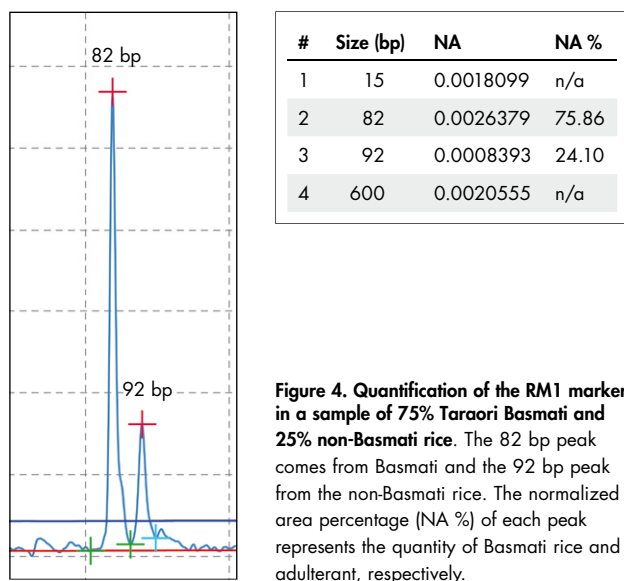 82 bp
92 bp
# Size (bp) NA NA %
1 15 0.0018099 n/a
2 82 0.0026379 75.86
3 92 0.0008393 24.10
4 600 0.0020555 n/a
Figure 4. Quantification of the RM1 marker
in a sample of 75% Taraori Basmati and
25% non-Basmati rice. The 82 bp peak
comes from Basmati and the 92 bp peak
from the non-Basmati rice. The normalized
area percentage (NA %) of each peak
represents the quantity of Basmati rice and
adulterant, respectively.